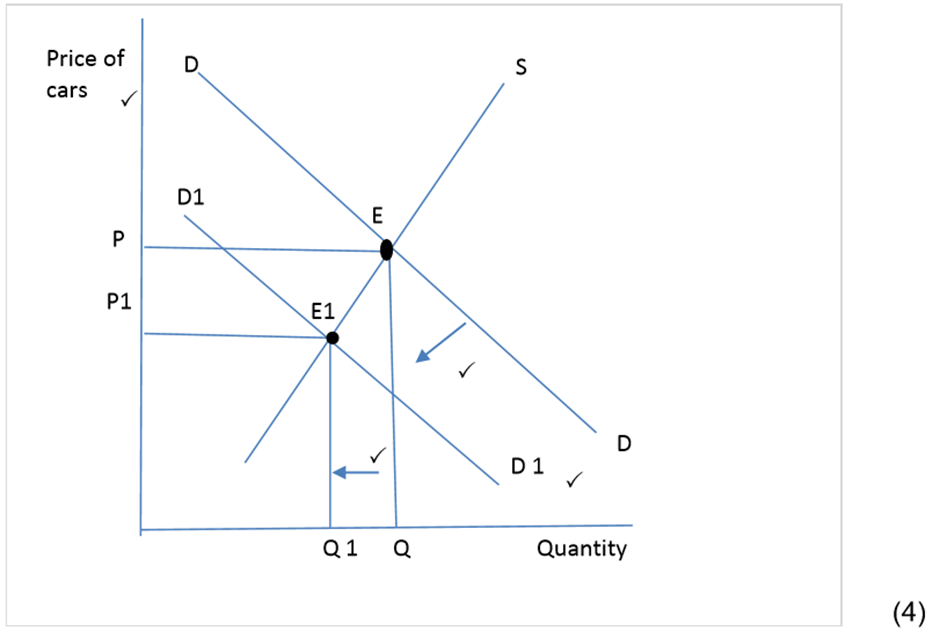 Price of
cars ✓
D
S
D1
E
P
P1
E1
✓
✓
D
D 1 ✓
Q 1
Q
Quantity
(4)